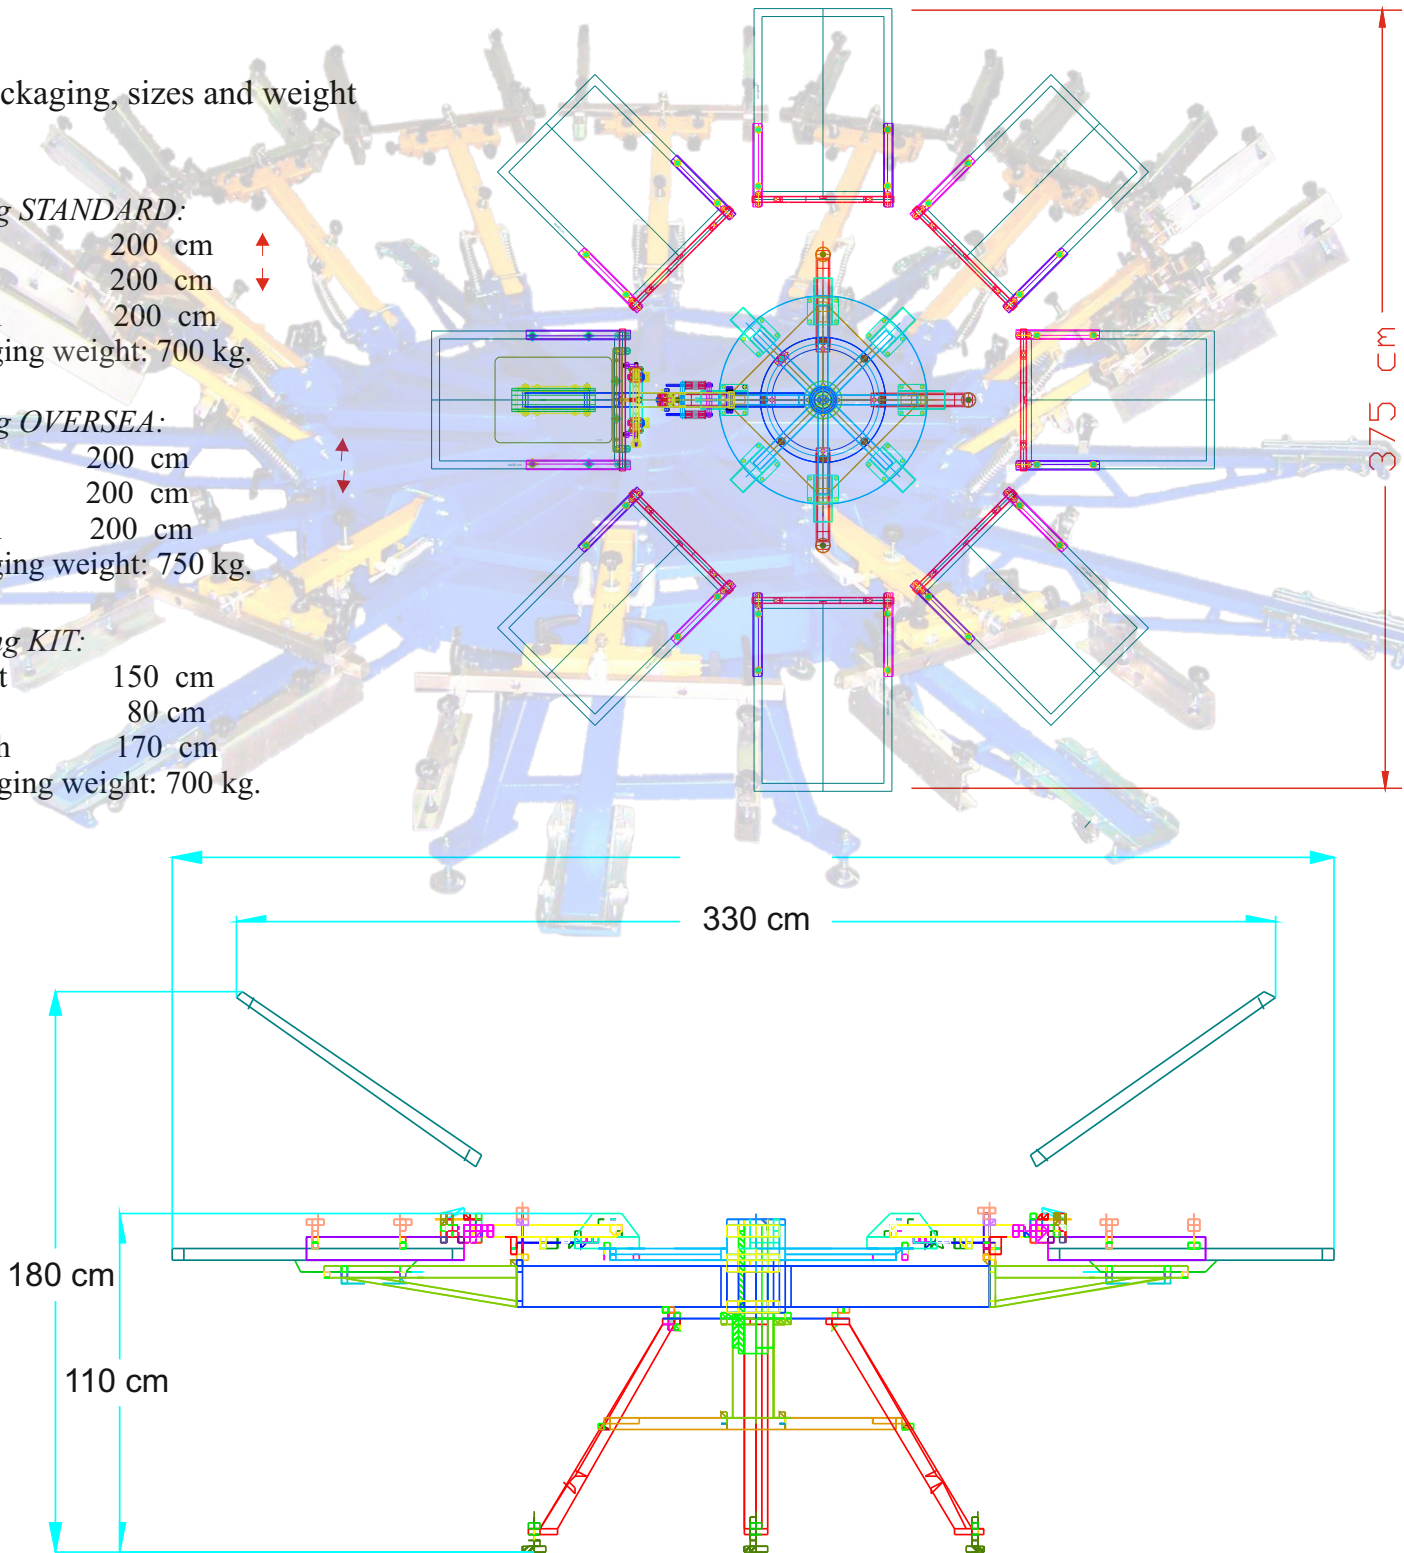 ckaging, sizes and weight
g STANDARD:
200 cm
200 cm
200 cm
ging weight: 700 kg.
g OVERSEA:
200 cm
200 cm
200 cm
ging weight: 750 kg.
ng KIT:
t 150 cm
80 cm
h 170 cm
ging weight: 700 kg.
375 cm
330 cm
180 cm
110 cm